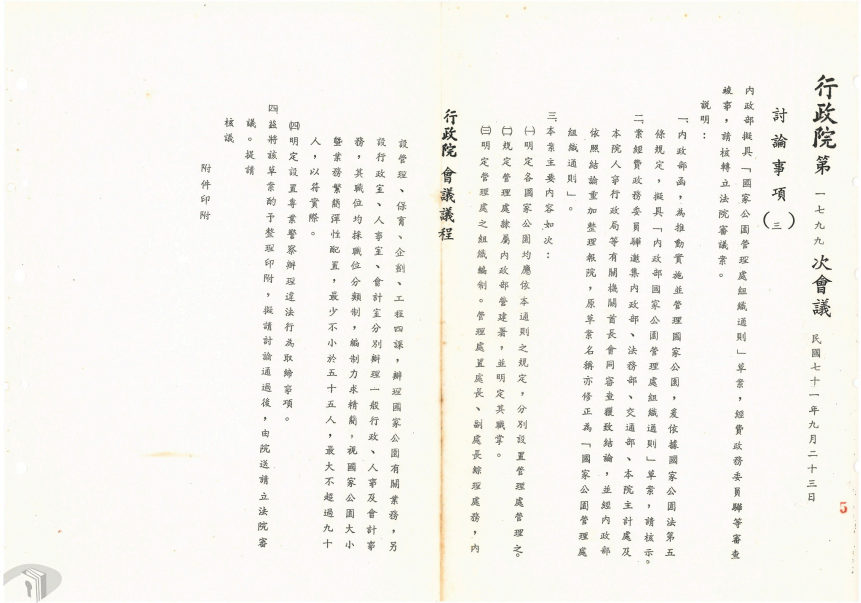 行政院第一七九九次會議 民國七十一年九月二十三日
討論事項(三)
內政部擬具「國家公園管理處組織通則」草案，經費政務委員驊等審查
竣事，請核轉立法院審議案。
說明：
一、內政部函，為推動實施並管理國家公園，爰依據國家公園法第五
條規定，擬具「內政部國家公園管理處組織通則」草案，請核示。
二、案經費政務委員驊邀集內政部、法務部、交通部、本院主計處及
本院人事行政局等有關機關首長會同審查獲致結論，並經內政部
依照結論重加整理報院，原草案名稱亦修正為「國家公園管理處
組織通則」。
三、本案主要內容如次：
㈠明定各國家公園均應依本通則之規定，分別設置管理處管理之。
㈡規定管理處隸屬內政部營建署，並明定其職掌。
㈢明定管理處之組織編制。管理處置處長、副處長綜理處務，內
行政院會議議程
設管理、保育、企劃、工程四課，辦理國家公園有關業務，另
設行政室、人事室、會計室分別辦理一般行政、人事及會計事
務，其職位均採職位分類制，編制力求精簡，視國家公園大小
暨業務繁簡彈性配置，最少不小於五十五人，最大不超過九十
人，以符實際。
㈣明定設置專業警察辦理違法行為取締事項。
四、茲將該草案酌予整理印附，擬請討論通過後，由院送請立法院審
議。提請
核議
附件印附
5